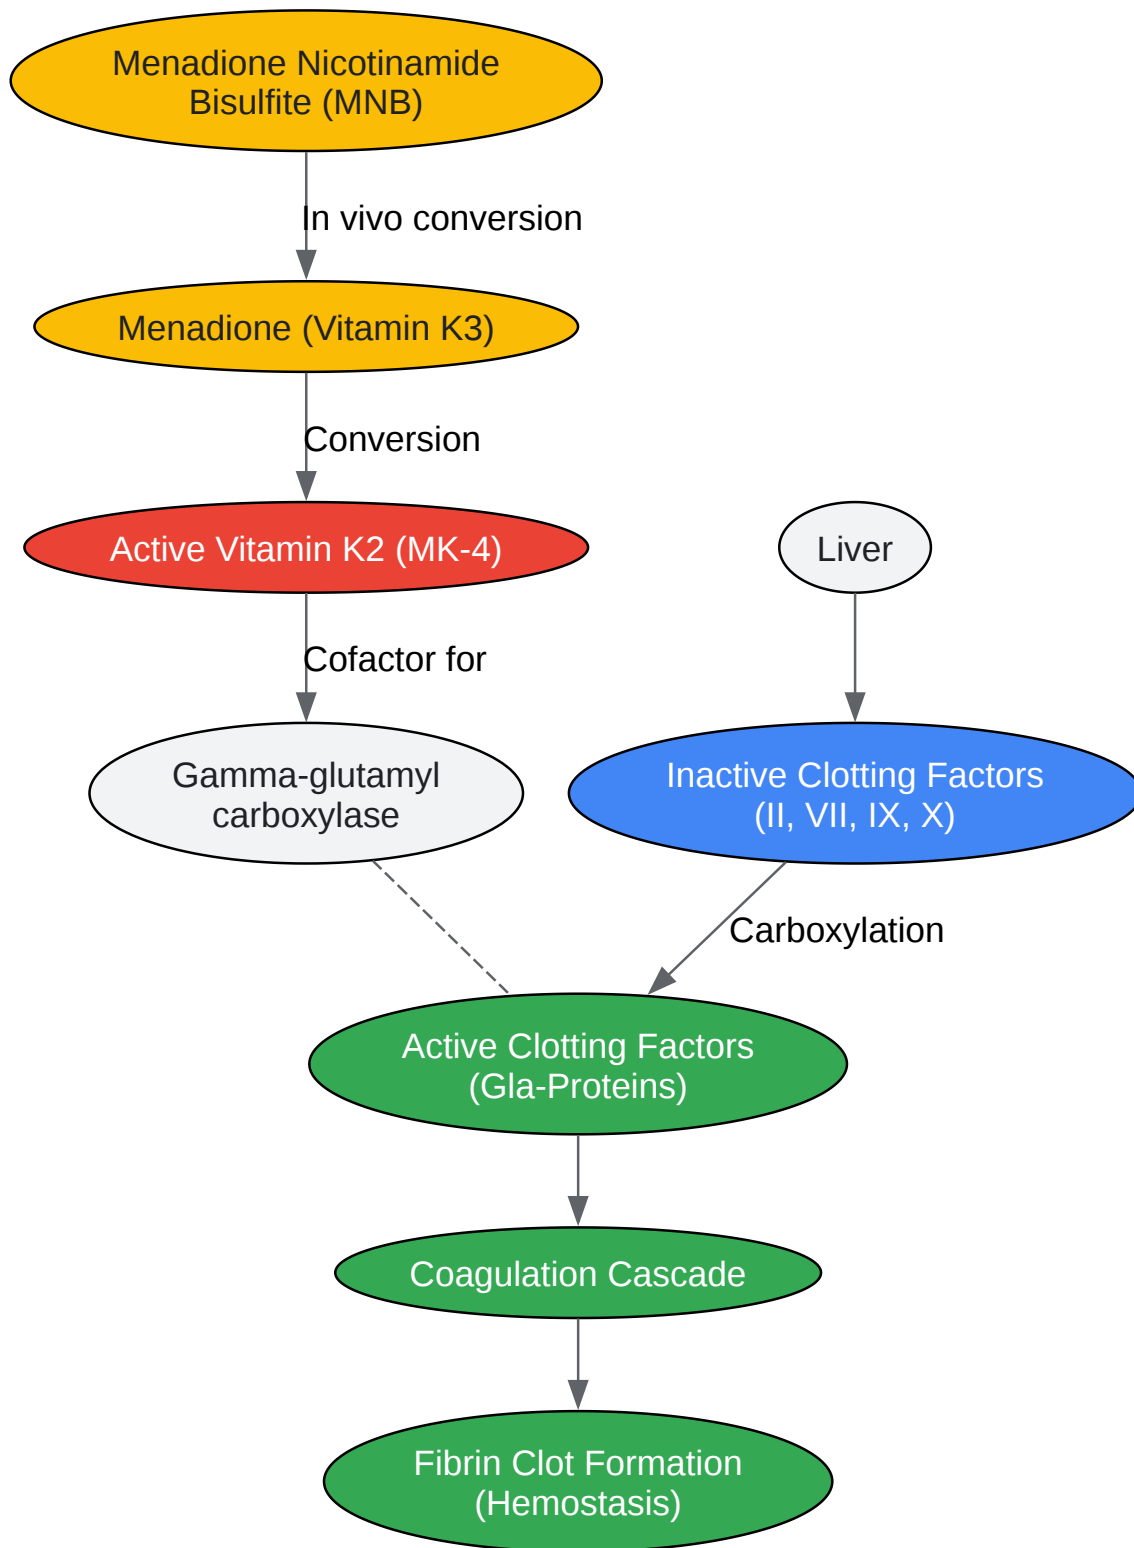 Menadione Nicotinamide
Bisulfite (MNB)
In vivo conversion
Menadione (Vitamin K3)
Conversion
Active Vitamin K2 (MK-4)
Liver
Cofactor for
Gamma-glutamyl
carboxylase
Inactive Clotting Factors
(II, VII, IX, X)
Carboxylation
Active Clotting Factors
(Gla-Proteins)
Coagulation Cascade
Fibrin Clot Formation
(Hemostasis)